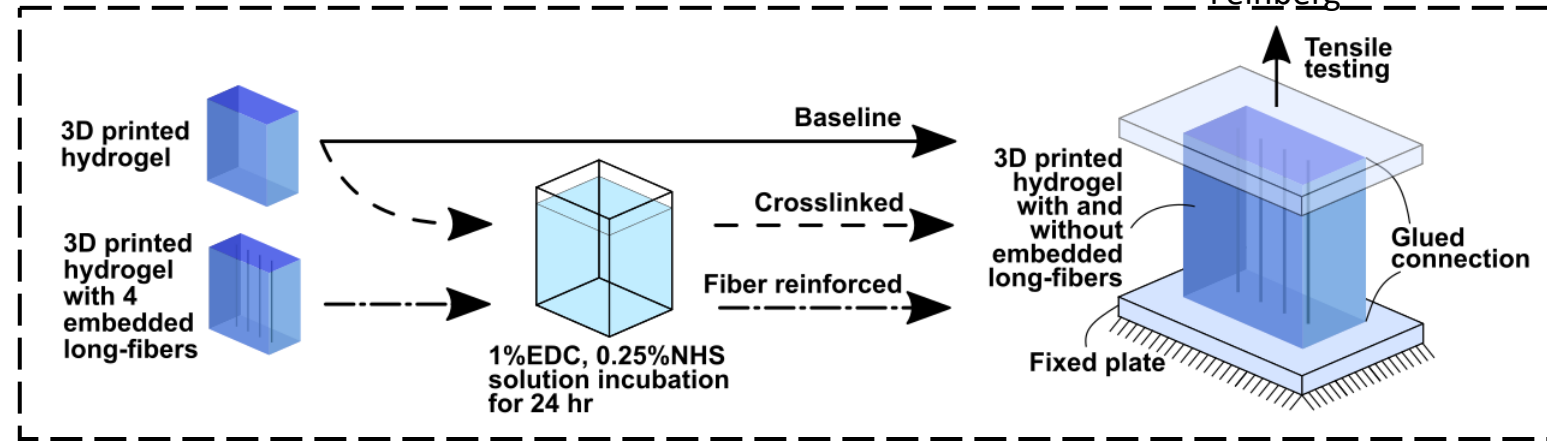 Feinberg
Tensile
testing
3D printed
hydrogel
Baseline
3D printed
hydrogel
with and
without
embedded
long-fibers
Crosslinked
Glued
connection
3D printed
hydrogel
with 4
embedded
long-fibers
Fiber reinforced
1%EDC, 0.25%NHS
solution incubation
for 24 hr
Fixed plate